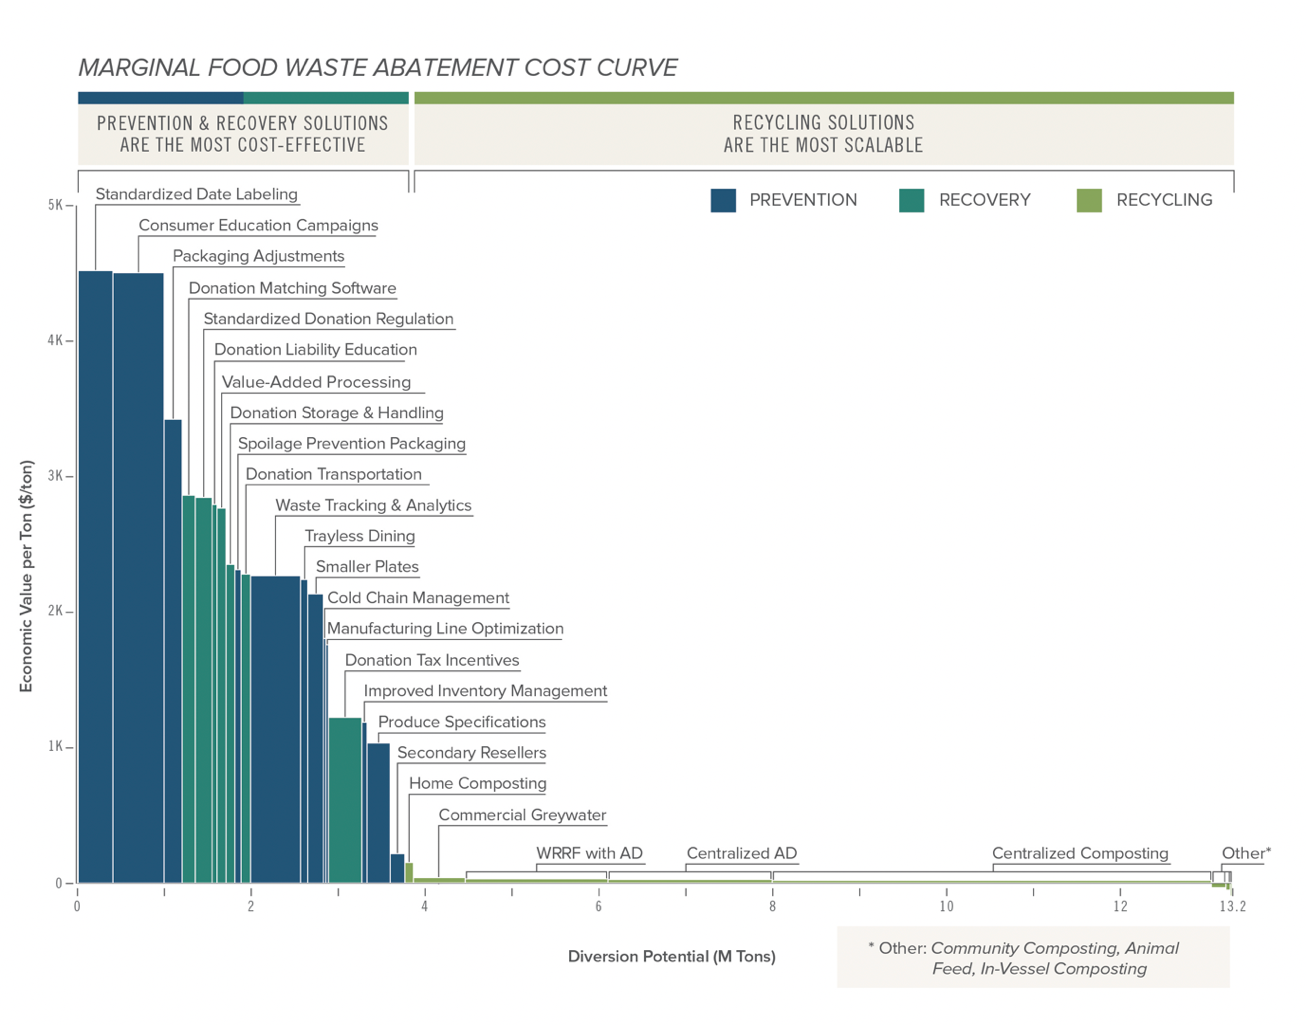 MARGINAL FOOD WASTE ABATEMENT COST CURVE
PREVENTION & RECOVERY SOLUTIONS
ARE THE MOST COST-EFFECTIVE
RECYCLING SOLUTIONS
ARE THE MOST SCALABLE
PREVENTION
RECOVERY
RECYCLING
Standardized Date Labeling
Consumer Education Campaigns
Packaging Adjustments
Donation Matching Software
Standardized Donation Regulation
Donation Liability Education
Value-Added Processing
Donation Storage & Handling
Spoilage Prevention Packaging
Donation Transportation
Waste Tracking & Analytics
Trayless Dining
Smaller Plates
Cold Chain Management
Manufacturing Line Optimization
Donation Tax Incentives
Improved Inventory Management
Produce Specifications
Secondary Resellers
Home Composting
Commercial Greywater
WRRF with AD
Centralized AD
Centralized Composting
Other*
5K
4K
3K
2K
1K
0
Economic Value per Ton ($/ton)
0
2
4
6
8
10
12
13.2
Diversion Potential (M Tons)
* Other: Community Composting, Animal
Feed, In-Vessel Composting